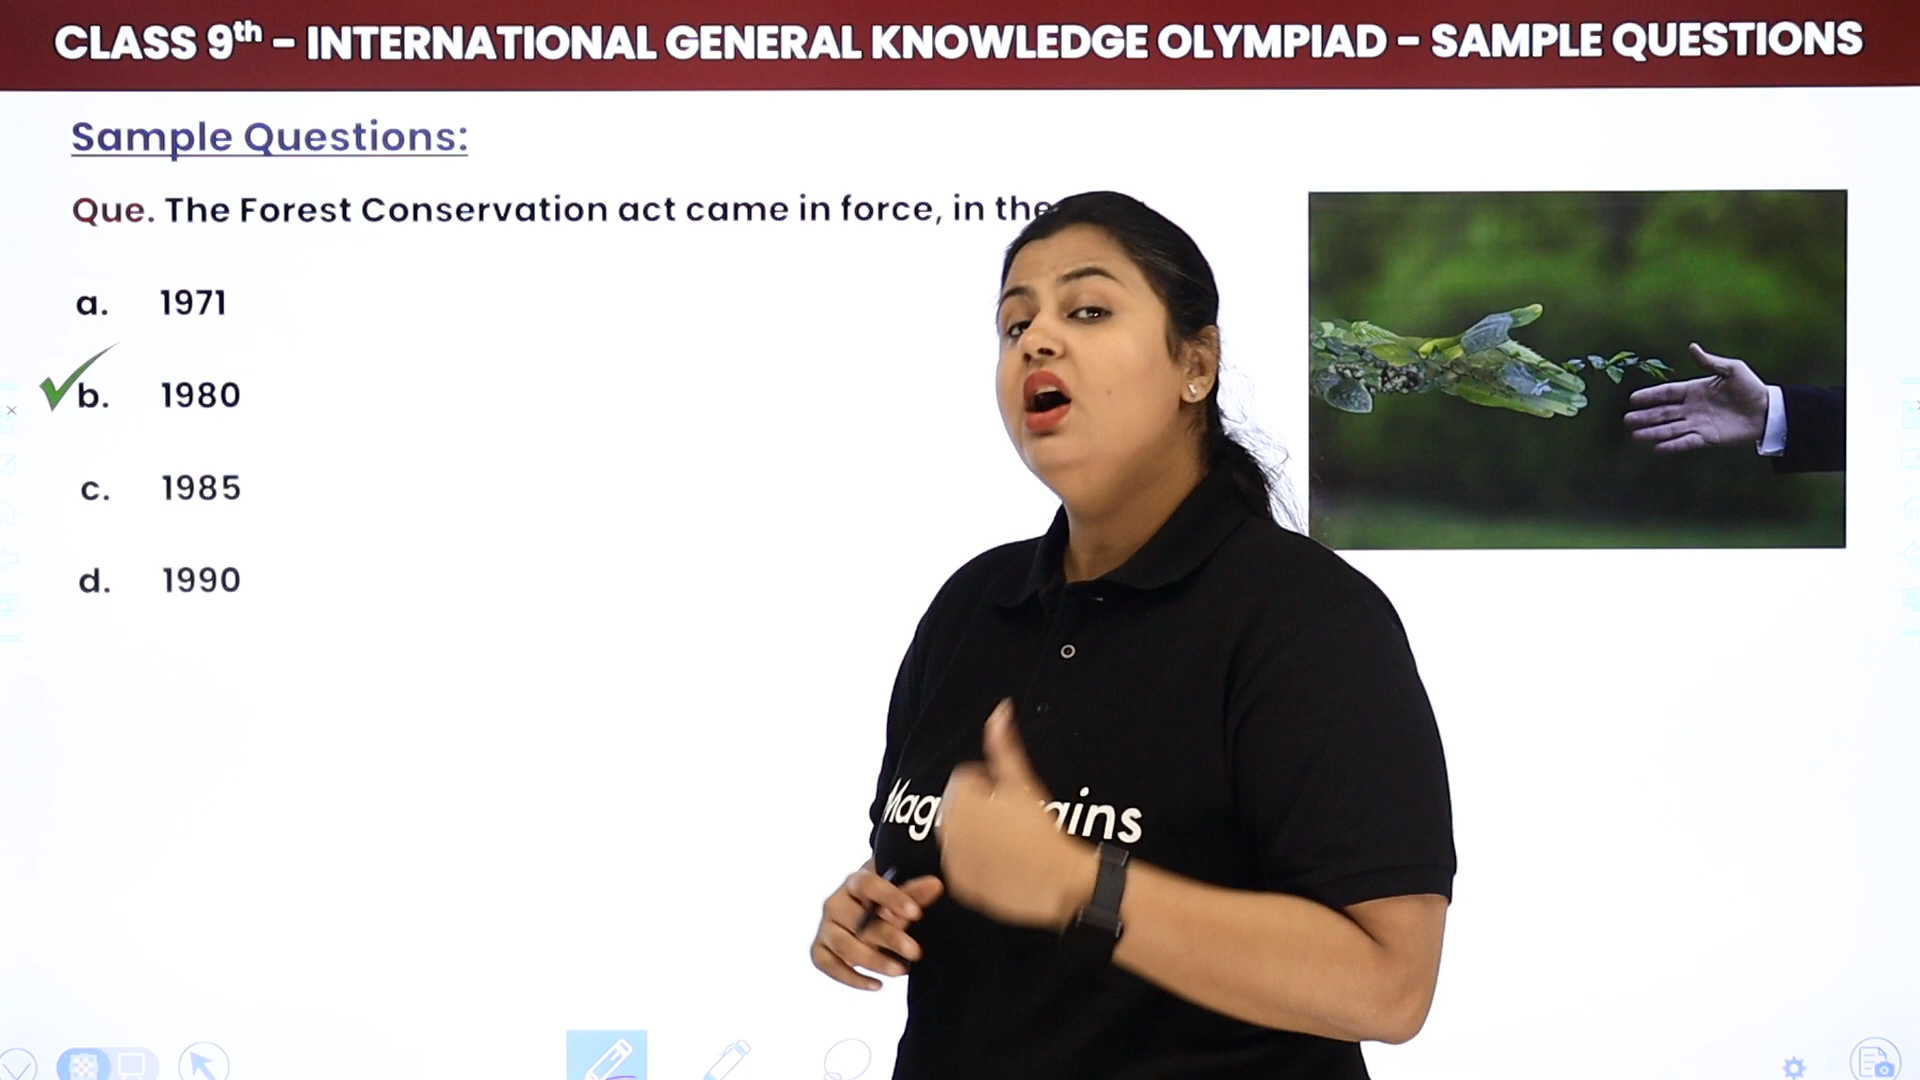 CLASS 9th - INTERNATIONAL GENERAL KNOWLEDGE OLYMPIAD - SAMPLE QUESTIONS
Sample Questions:
Que. The Forest Conservation act came in force, in the
a. 1971
b. 1980
c. 1985
d. 1990